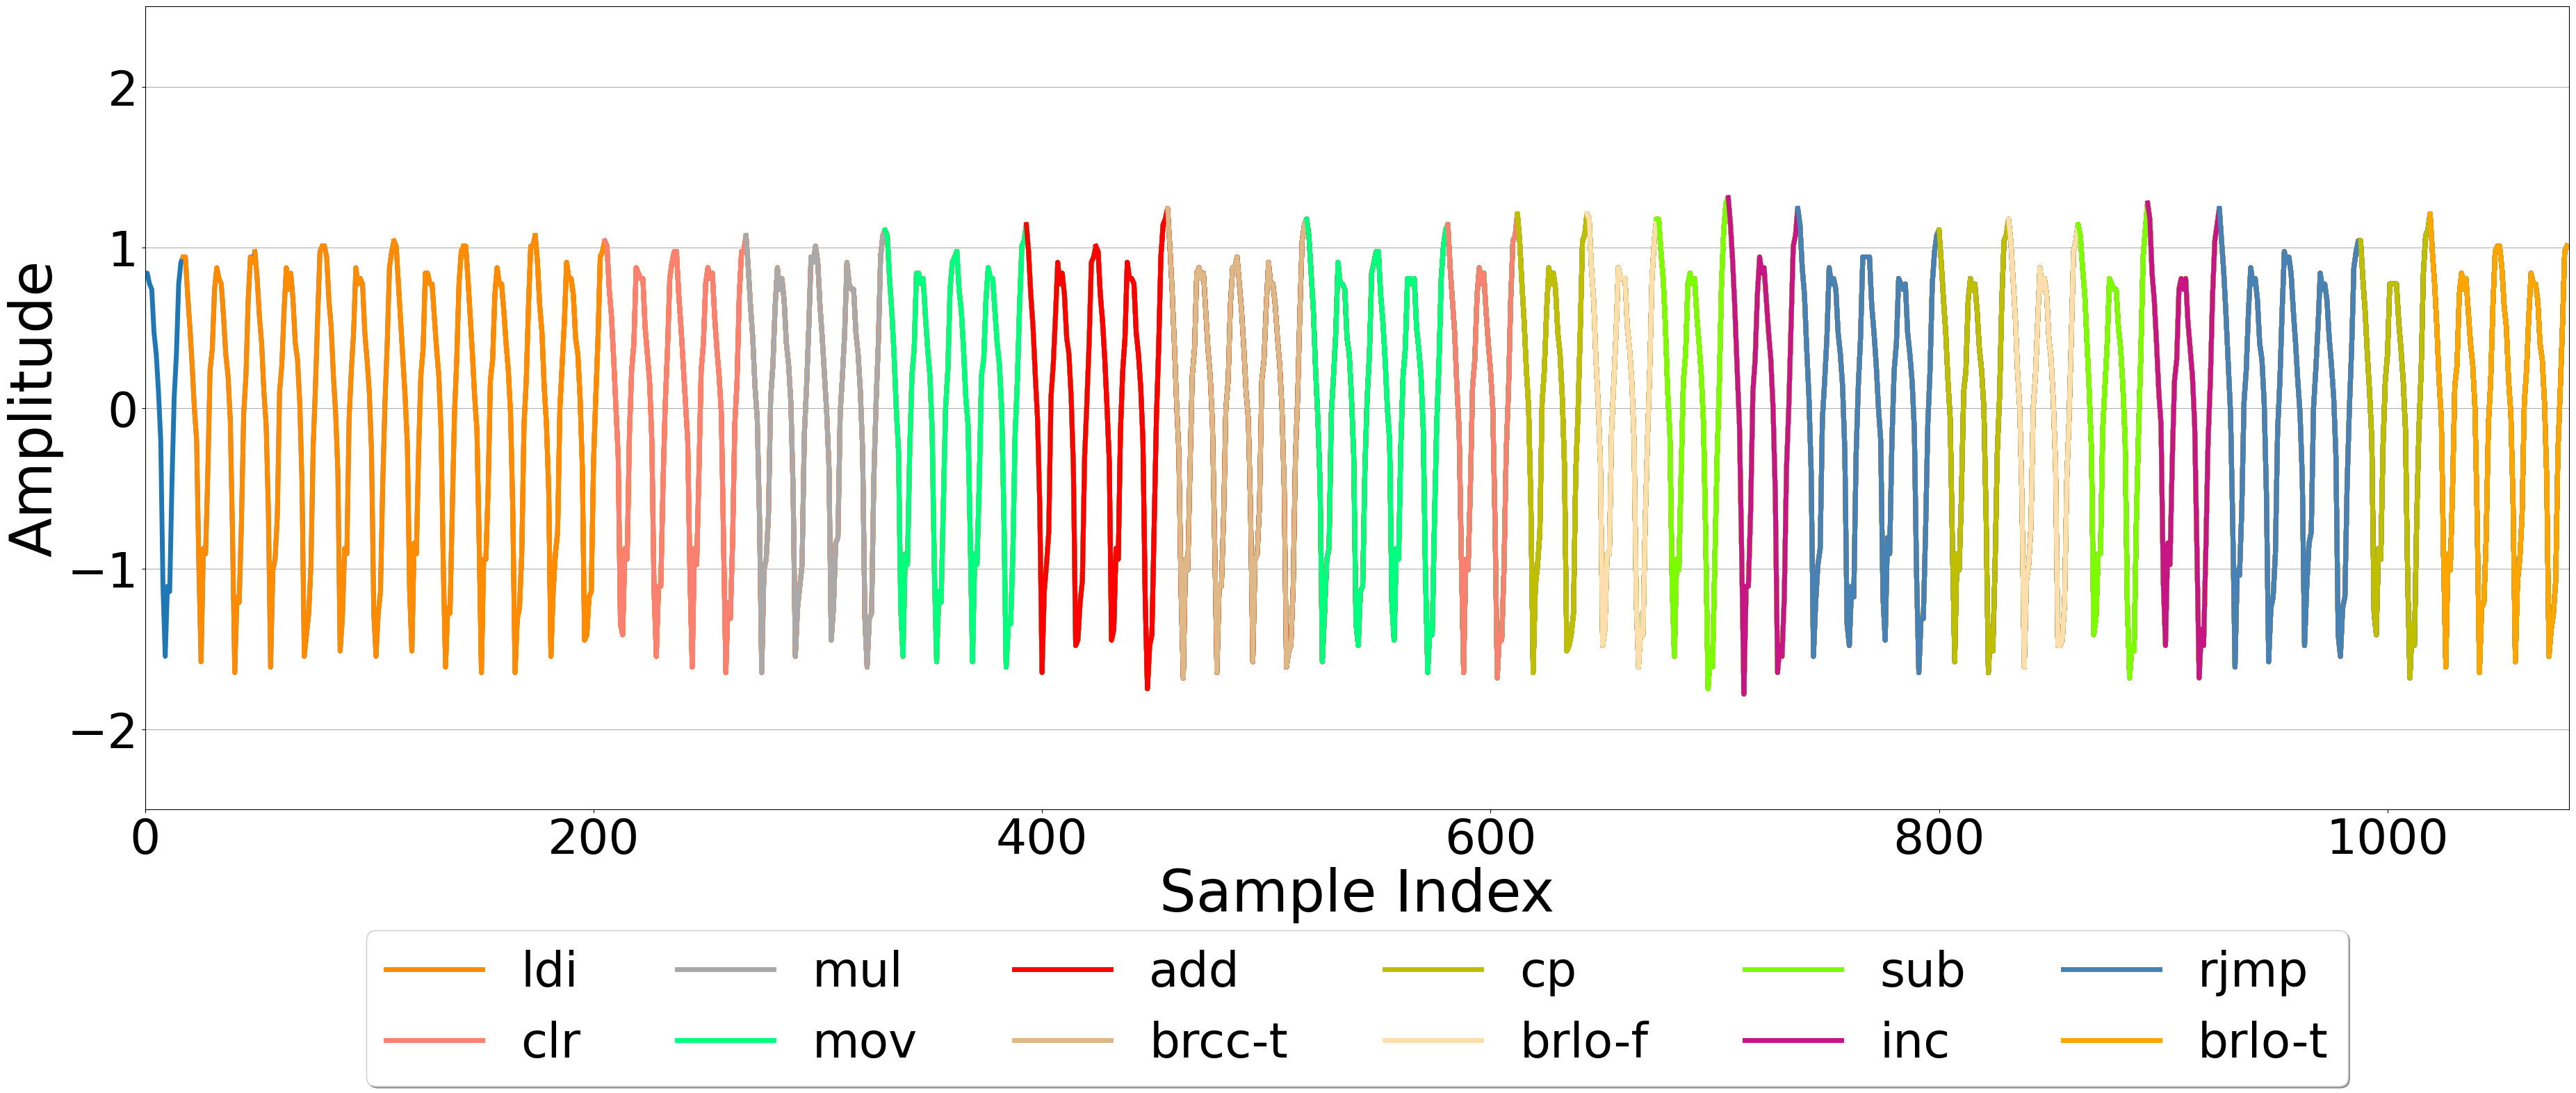 2
1
0
−1
−2
Amplitude
0 200 400 600 800 1000
Sample Index
ldi mul add cp sub rjmp
clr mov brcc-t brlo-f inc brlo-t